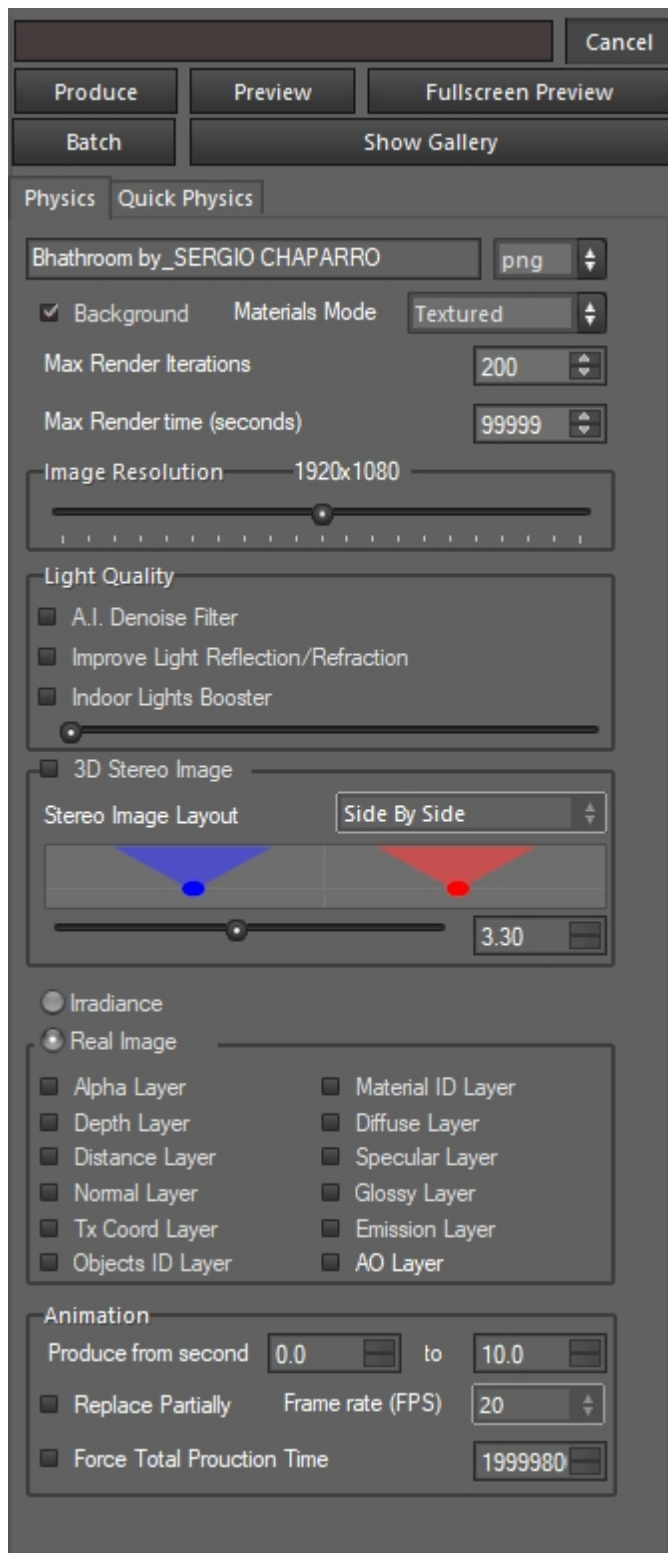 Cancel
Produce Preview Fullscreen Preview
Batch Show Gallery
Physics Quick Physics
Bhathroom by_SERGIO CHAPARRO png
Background Materials Mode Textured
Max Render Iterations 200
Max Render time (seconds) 99999
Image Resolution 1920x1080
Light Quality
A.I. Denoise Filter
Improve Light Reflection/Refraction
Indoor Lights Booster
3D Stereo Image
Stereo Image Layout Side By Side
3.30
Irradiance
Real Image
Alpha Layer Material ID Layer
Depth Layer Diffuse Layer
Distance Layer Specular Layer
Normal Layer Glossy Layer
Tx Coord Layer Emission Layer
Objects ID Layer AO Layer
Animation
Produce from second 0.0 to 10.0
Replace Partially Frame rate (FPS) 20
Force Total Prouction Time 1999980